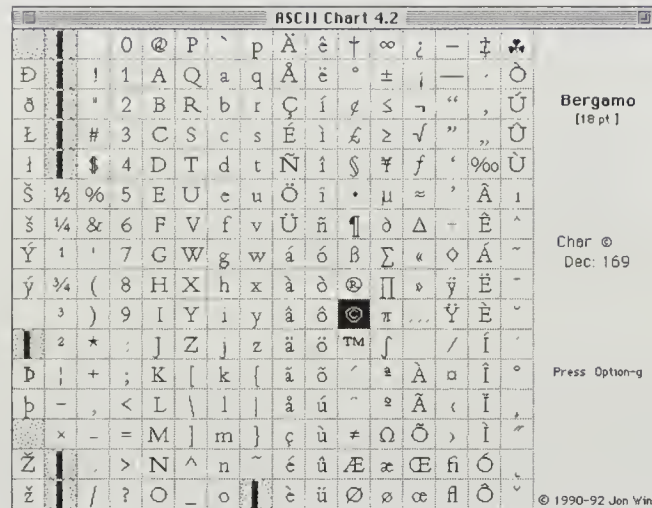 ASCII Chart 4.2
0 @ P ` p À ê † ∞ ¿ – ‡ ☘
Đ ! 1 A Q a q Å ë ° ± ¡ — · Ò
ð " 2 B R b r Ç í ¢ ≤ ¬ “ ‚ Ú
Ł # 3 C S c s É ì £ ≥ √ ” „ Û
ł $ 4 D T d t Ñ î § ¥ ƒ ‘ ‰ Ù
Š ½ % 5 E U e u Ö ï • µ ≈ ’ Â ı
š ¼ & 6 F V f v Ü ñ ¶ ∂ ∆ ÷ Ê ˆ
Ý ¹ ' 7 G W g w á ó ß ∑ « ◊ Á ˜
ý ¾ ( 8 H X h x à ò ® ∏ » ÿ Ë ¯
³ ) 9 I Y i y â ô © π … Ÿ È ˘
² * : J Z j z ä ö ™ ∫ / Í ˙
Þ ¦ + ; K [ k { ã õ ´ ª À ¤ Î °
þ − , < L \ l | å ú ¨ º Ã ‹ Ï ¸
× - = M ] m } ç ù ≠ Ω Õ › Ì ˝
Ž . > N ^ n ~ é û Æ æ Œ fi Ó ˛
ž / ? O _ o è ü Ø ø œ fl Ô ˇ
Bergamo
[18 pt]
Char ©
Dec: 169
Press Option-g
© 1990-92 Jon Win